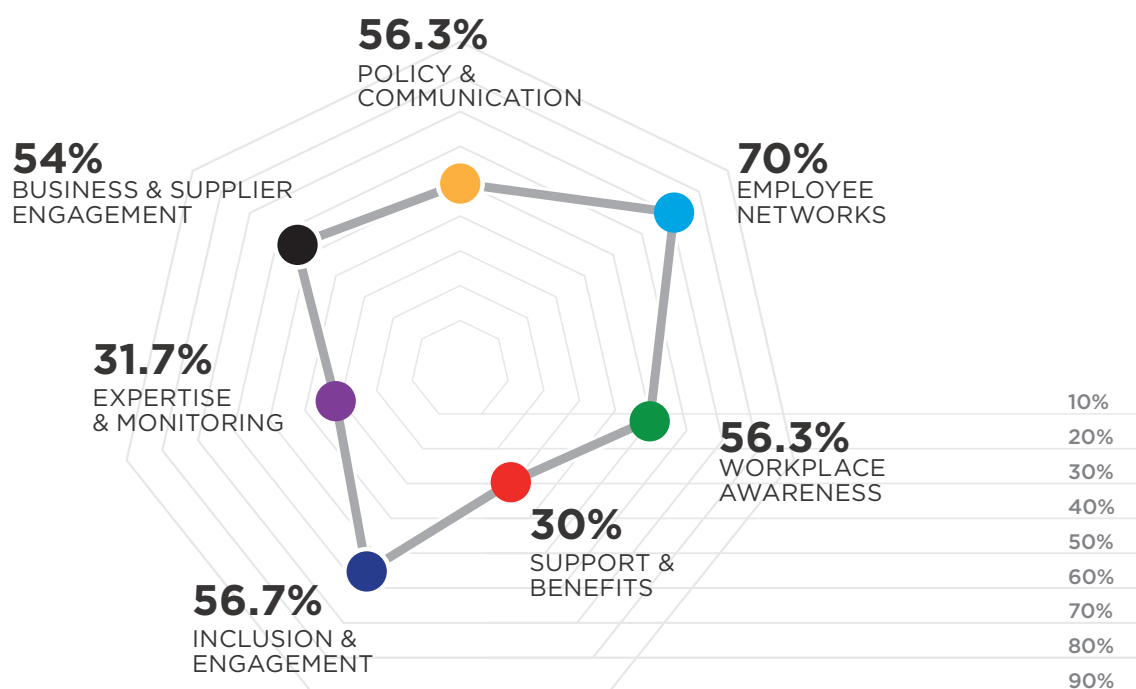 56.3%
POLICY &
COMMUNICATION
54%
BUSINESS & SUPPLIER
ENGAGEMENT
70%
EMPLOYEE
NETWORKS
31.7%
EXPERTISE
& MONITORING
56.3%
WORKPLACE
AWARENESS
30%
SUPPORT &
BENEFITS
56.7%
INCLUSION &
ENGAGEMENT
10%
20%
30%
40%
50%
60%
70%
80%
90%